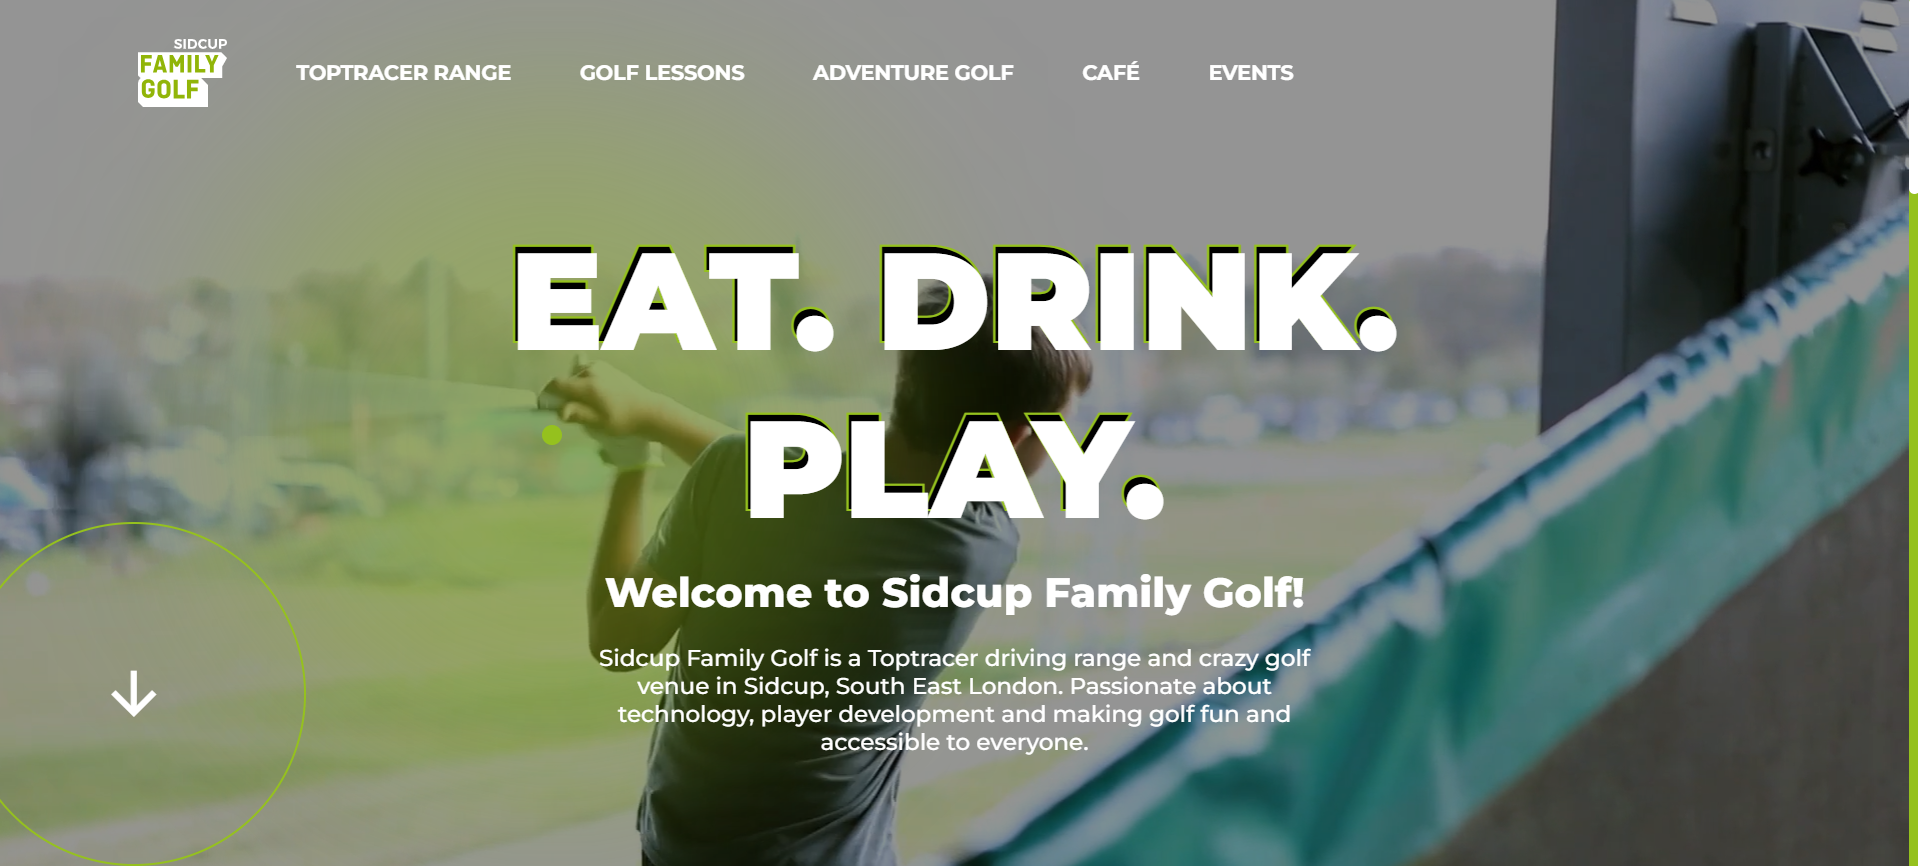 SIDCUP
FAMILY
GOLF
TOPTRACER RANGE GOLF LESSONS ADVENTURE GOLF CAFÉ EVENTS
EAT. DRINK.
PLAY.
Welcome to Sidcup Family Golf!
Sidcup Family Golf is a Toptracer driving range and crazy golf
venue in Sidcup, South East London. Passionate about
technology, player development and making golf fun and
accessible to everyone.